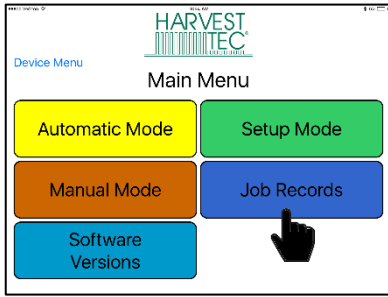 HARVEST
TEC
Device Menu
Main Menu
Automatic Mode
Setup Mode
Manual Mode
Job Records
Software
Versions